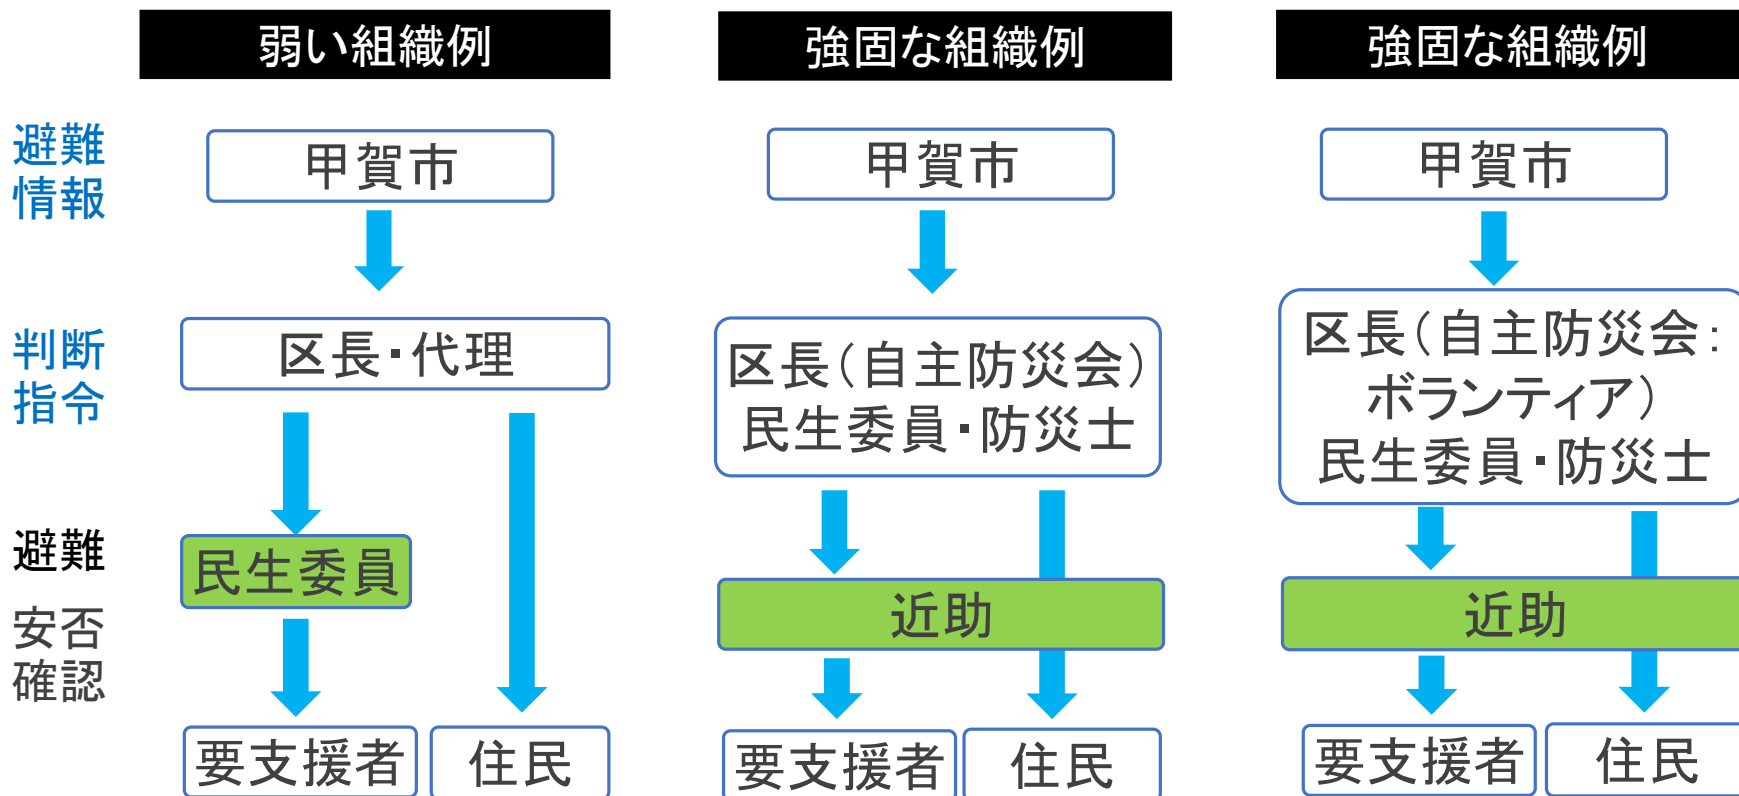 弱い組織例
強固な組織例
強固な組織例
避難
情報
甲賀市
甲賀市
甲賀市
判断
指令
区長・代理
区長(自主防災会)
民生委員・防災士
区長(自主防災会:
ボランティア)
民生委員・防災士
避難
安否
確認
民生委員
近助
近助
要支援者
住民
要支援者
住民
要支援者
住民